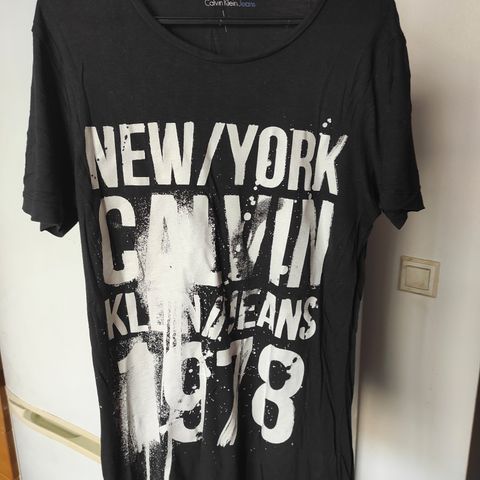 Calvin Klein Jeans
NEW/YORK
CALVIN
KLEIN/JEANS
1978